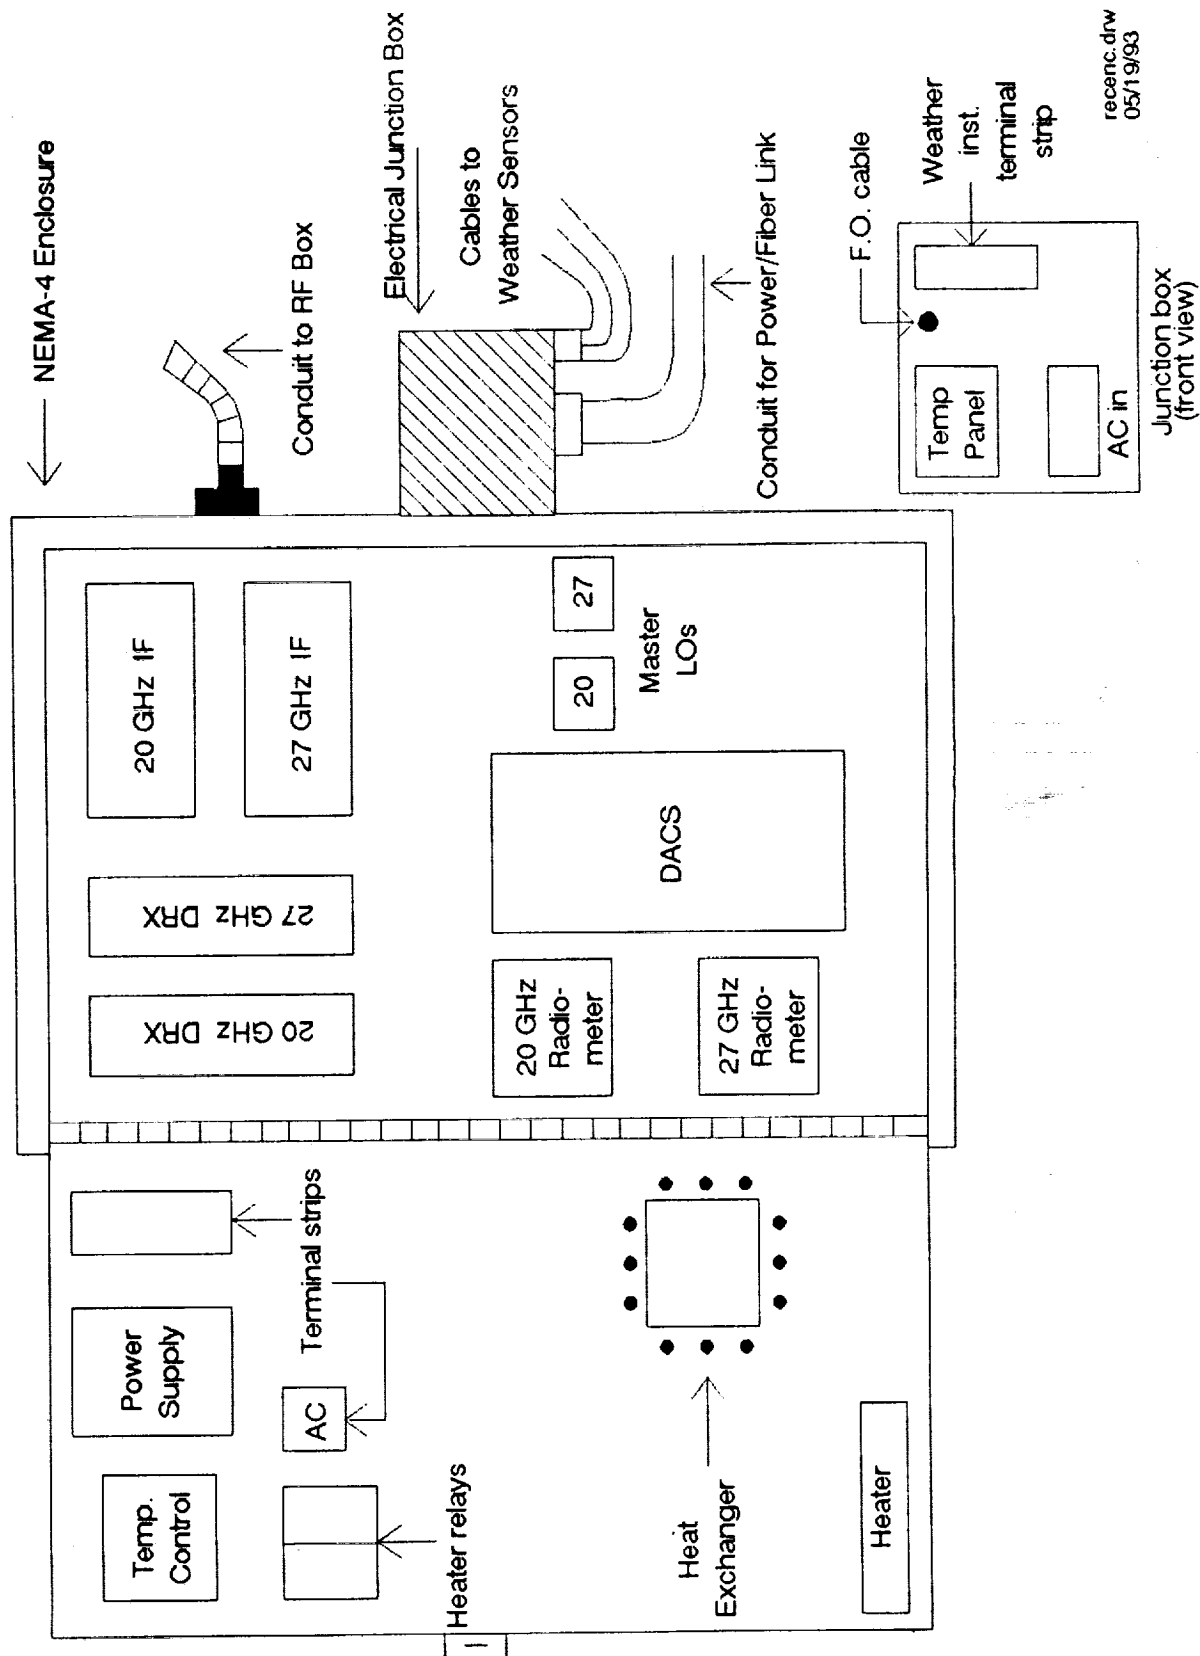 NEMA-4 Enclosure
Conduit to RF Box
Electrical Junction Box
Cables to
Weather Sensors
Conduit for Power/Fiber Link
Temp.
Control
Power
Supply
AC
Terminal strips
Heater relays
Heat
Exchanger
Heater
20 GHz DRX
27 GHz DRX
20 GHz IF
27 GHz IF
20 GHz
Radio-
meter
27 GHz
Radio-
meter
DACS
20
27
Master
LOs
F.O. cable
Weather
inst.
terminal
strip
Temp
Panel
AC in
Junction box
(front view)
recenc.drw
05/19/93